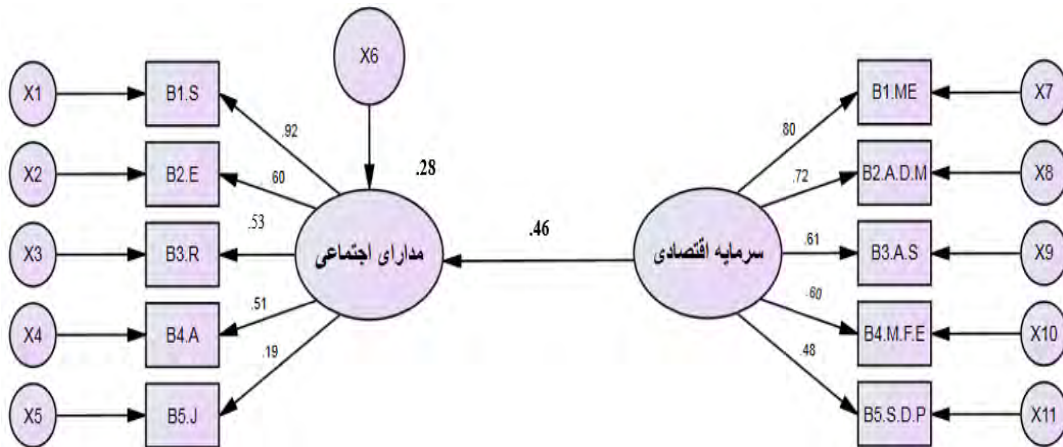 X6
X1
B1.S
.92
X2
B2.E
60
X3
B3.R
.53
X4
B4.A
.51
X5
B5.J
.19
.28
مدارای اجتماعی
.46
سرمایه اقتصادی
80
B1.ME
X7
.72
B2.A.D.M
X8
.61
B3.A.S
X9
.60
B4.M.F.E
X10
.48
B5.S.D.P
X11